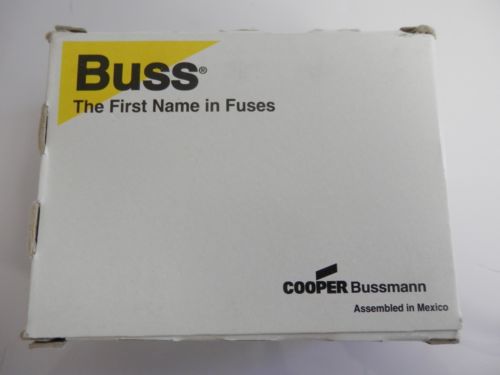 Buss®
The First Name in Fuses
COOPER Bussmann
Assembled in Mexico